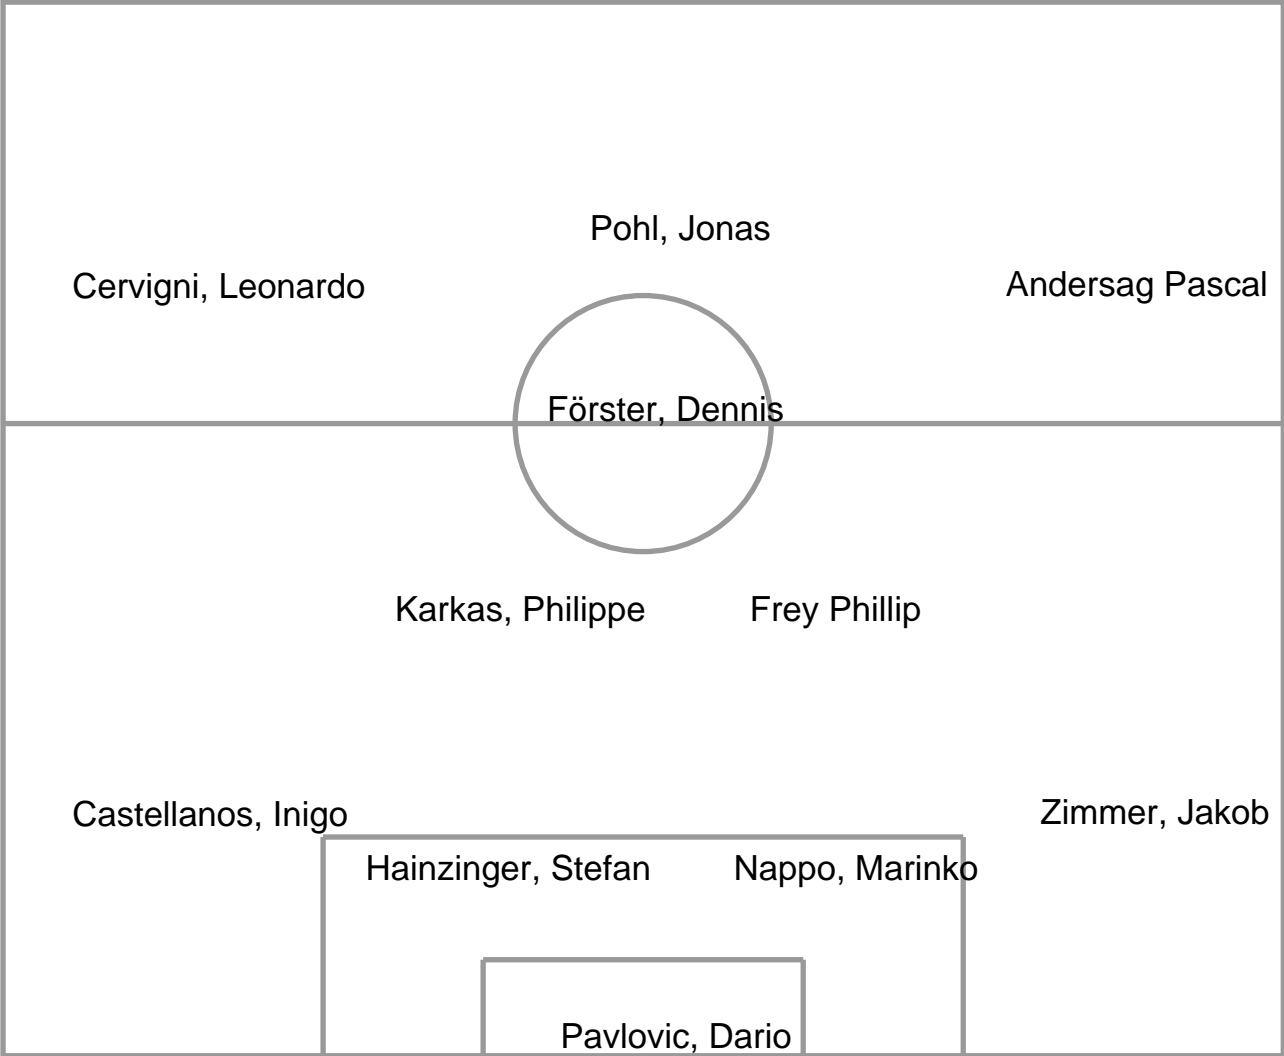 Pohl, Jonas
Cervigni, Leonardo
Andersag Pascal
Förster, Dennis
Karkas, Philippe
Frey Phillip
Castellanos, Inigo
Zimmer, Jakob
Hainzinger, Stefan
Nappo, Marinko
Pavlovic, Dario